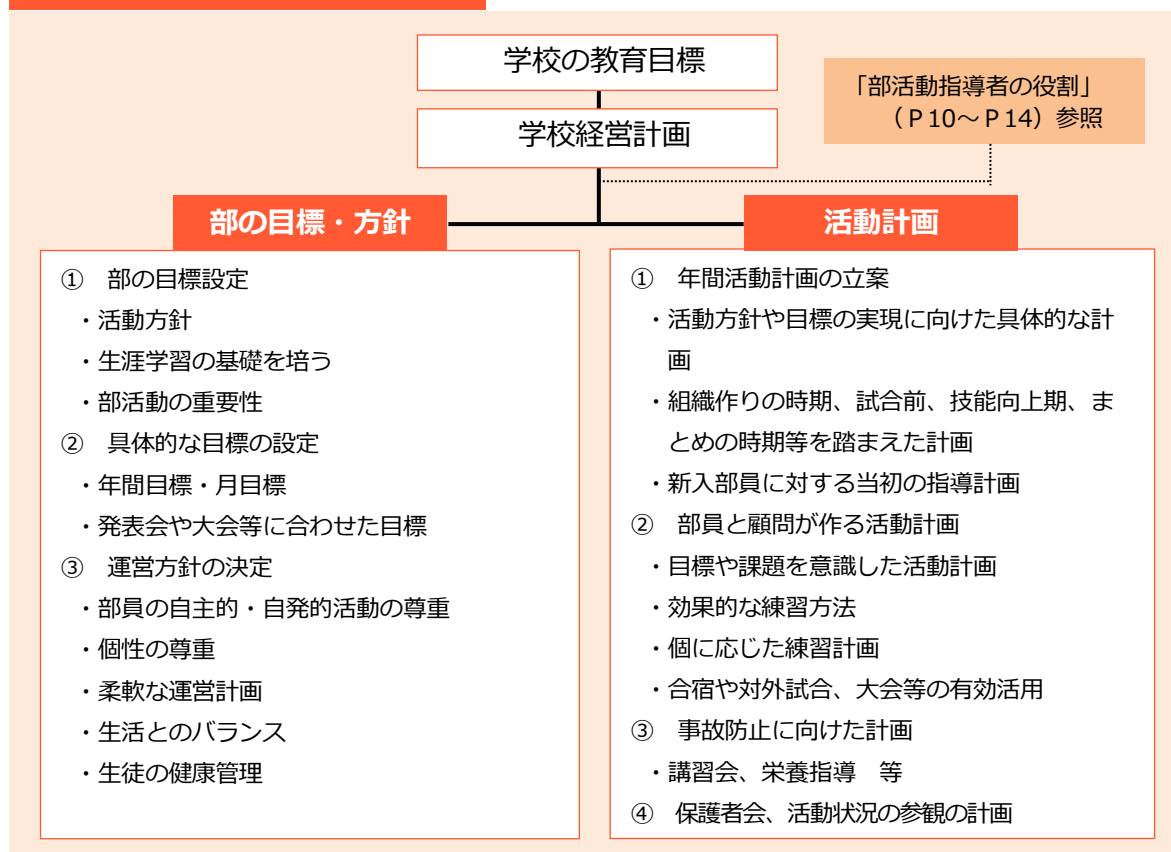 学校の教育目標
「部活動指導者の役割」
（Ｐ10～Ｐ14）参照
学校経営計画
部の目標・方針
① 部の目標設定
・活動方針
・生涯学習の基礎を培う
・部活動の重要性
② 具体的な目標の設定
・年間目標・月目標
・発表会や大会等に合わせた目標
③ 運営方針の決定
・部員の自主的・自発的活動の尊重
・個性の尊重
・柔軟な運営計画
・生活とのバランス
・生徒の健康管理
活動計画
① 年間活動計画の立案
・活動方針や目標の実現に向けた具体的な計
画
・組織作りの時期、試合前、技能向上期、ま
とめの時期等を踏まえた計画
・新入部員に対する当初の指導計画
② 部員と顧問が作る活動計画
・目標や課題を意識した活動計画
・効果的な練習方法
・個に応じた練習計画
・合宿や対外試合、大会等の有効活用
③ 事故防止に向けた計画
・講習会、栄養指導　等
④ 保護者会、活動状況の参観の計画